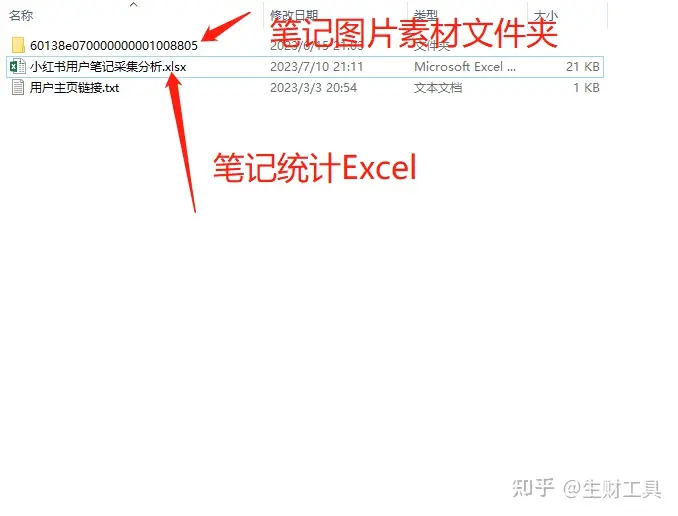 名称 修改日期 类型 大小
笔记图片素材文件夹
60138e070000000001008805 2023/6/15 21:03 文件夹
小红书用户笔记采集分析.xlsx 2023/7/10 21:11 Microsoft Excel ... 21 KB
用户主页链接.txt 2023/3/3 20:54 文本文档 1 KB
笔记统计Excel
知乎 @生财工具